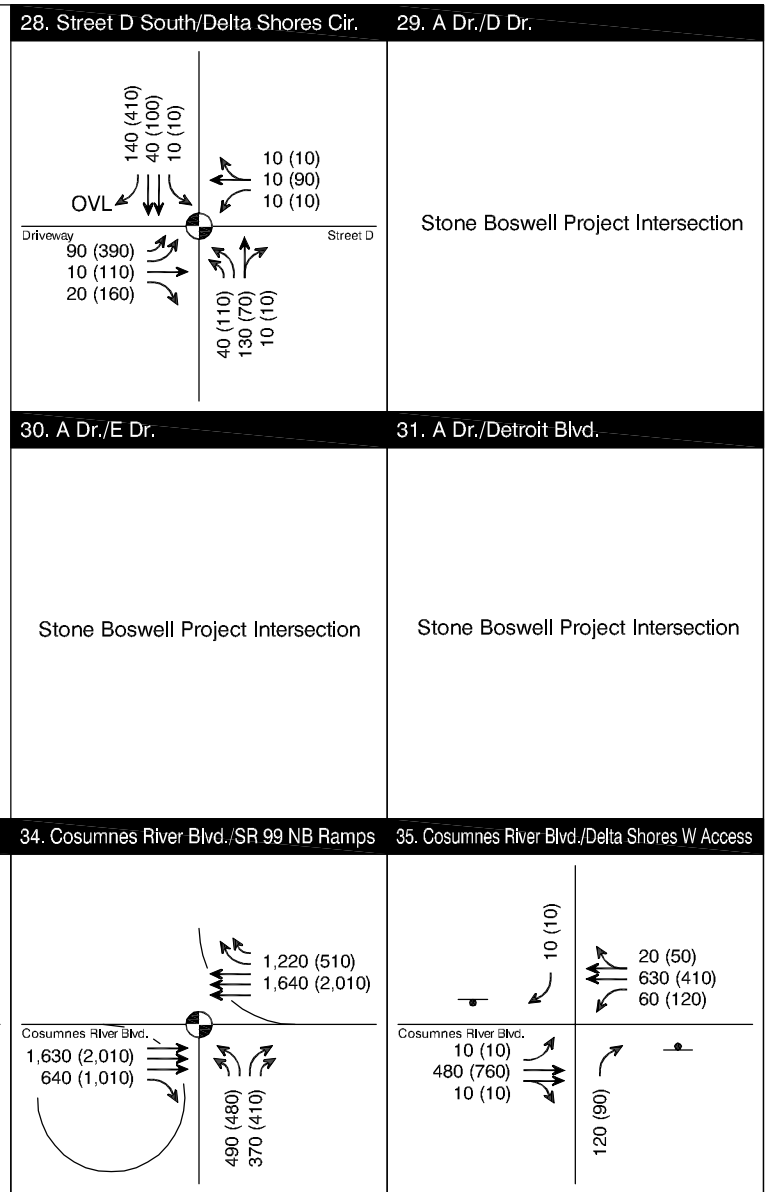 28. Street D South/Delta Shores Cir.
140 (410)
40 (100)
10 (10)
OVL
10 (10)
10 (90)
10 (10)
Driveway
Street D
90 (390)
10 (110)
20 (160)
40 (110)
130 (70)
10 (10)
29. A Dr./D Dr.
Stone Boswell Project Intersection
30. A Dr./E Dr.
Stone Boswell Project Intersection
31. A Dr./Detroit Blvd.
Stone Boswell Project Intersection
34. Cosumnes River Blvd./SR 99 NB Ramps
1,220 (510)
1,640 (2,010)
Cosumnes River Blvd.
1,630 (2,010)
640 (1,010)
490 (480)
370 (410)
35. Cosumnes River Blvd./Delta Shores W Access
10 (10)
20 (50)
630 (410)
60 (120)
Cosumnes River Blvd.
10 (10)
480 (760)
10 (10)
120 (90)